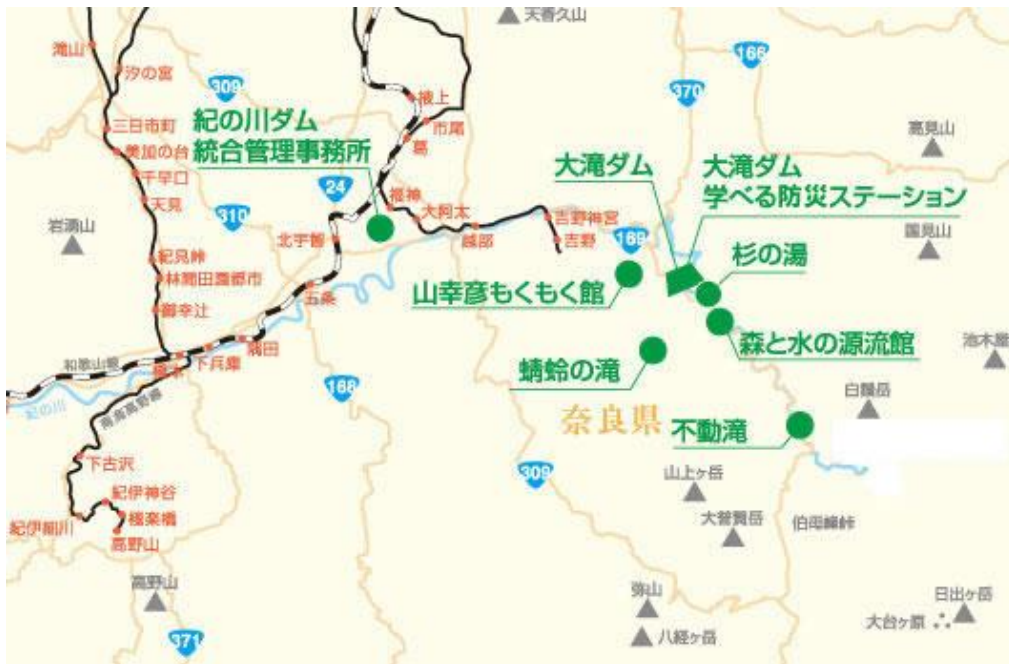 天香久山
滝山
汐の宮
309
掖上
市尾
葛
166
370
高見山
紀の川ダム
統合管理事務所
三日市町
美加の台
千早口
天見
岩湧山
310
24
福神
大阿太
越部
北宇智
五条
吉野神宮
吉野
169
大滝ダム
大滝ダム
学べる防災ステーション
国見山
杉の湯
山幸彦もくもく館
紀見峠
林間田園都市
御幸辻
和歌山線
橋本
下兵庫
隅田
紀の川
南海高野線
168
蜻蛉の滝
森と水の源流館
池木屋
奈良県
不動滝
白鬚岳
309
山上ヶ岳
大普賢岳
伯母峰峠
下古沢
紀伊神谷
紀伊細川
極楽橋
高野山
高野山
371
弥山
八経ヶ岳
日出ヶ岳
大台ヶ原